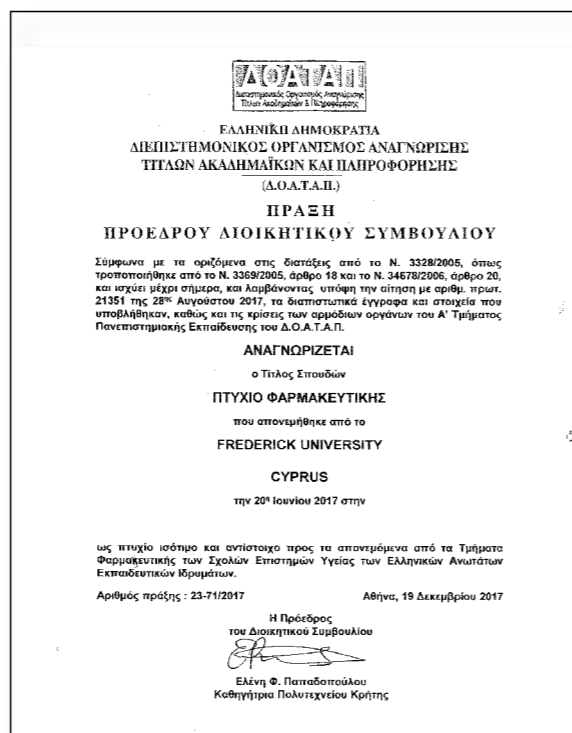 ΔΟΑΤΑΠ
Διεπιστημονικός Οργανισμός Αναγνώρισης
Τίτλων Ακαδημαϊκών & Πληροφόρησης
ΕΛΛΗΝΙΚΗ ΔΗΜΟΚΡΑΤΙΑ
ΔΙΕΠΙΣΤΗΜΟΝΙΚΟΣ ΟΡΓΑΝΙΣΜΟΣ ΑΝΑΓΝΩΡΙΣΗΣ
ΤΙΤΛΩΝ ΑΚΑΔΗΜΑΪΚΩΝ ΚΑΙ ΠΛΗΡΟΦΟΡΗΣΗΣ
(Δ.Ο.Α.Τ.Α.Π.)
ΠΡΑΞΗ
ΠΡΟΕΔΡΟΥ ΔΙΟΙΚΗΤΙΚΟΥ ΣΥΜΒΟΥΛΙΟΥ
Σύμφωνα με τα οριζόμενα στις διατάξεις από το Ν. 3328/2005, όπως
τροποποιήθηκε από το Ν. 3369/2005, άρθρο 18 και το Ν. 34678/2006, άρθρο 20,
και ισχύει μέχρι σήμερα, και λαμβάνοντας υπόψη την αίτηση με αριθμ. πρωτ.
21351 της 28ης Αυγούστου 2017, τα διαπιστωτικά έγγραφα και στοιχεία που
υποβλήθηκαν, καθώς και τις κρίσεις των αρμόδιων οργάνων του Α' Τμήματος
Πανεπιστημιακής Εκπαίδευσης του Δ.Ο.Α.Τ.Α.Π.
ΑΝΑΓΝΩΡΙΖΕΤΑΙ
ο Τίτλος Σπουδών
ΠΤΥΧΙΟ ΦΑΡΜΑΚΕΥΤΙΚΗΣ
που απονεμήθηκε από το
FREDERICK UNIVERSITY
CYPRUS
την 20η Ιουνίου 2017 στην
ως πτυχίο ισότιμο και αντίστοιχο προς τα απονεμόμενα από τα Τμήματα
Φαρμακευτικής των Σχολών Επιστημών Υγείας των Ελληνικών Ανωτάτων
Εκπαιδευτικών Ιδρυμάτων.
Αριθμός πράξης : 23-71/2017 Αθήνα, 19 Δεκεμβρίου 2017
Η Πρόεδρος
του Διοικητικού Συμβουλίου
Ελένη Φ. Παπαδοπούλου
Καθηγήτρια Πολυτεχνείου Κρήτης